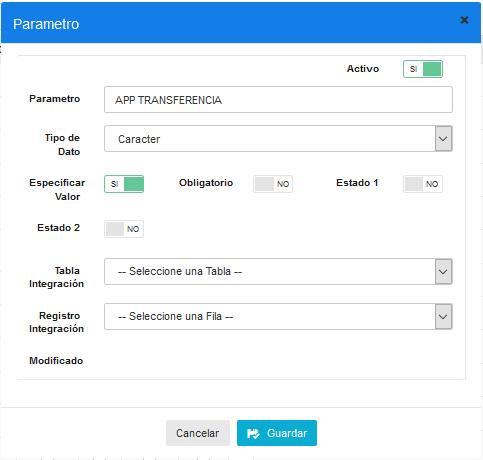 Parametro
Activo SI
Parametro APP TRANSFERENCIA
Tipo de
Dato
Caracter
Especificar
Valor
SI
Obligatorio NO
Estado 1 NO
Estado 2 NO
Tabla
Integración
-- Seleccione una Tabla --
Registro
Integración
-- Seleccione una Fila --
Modificado
Cancelar Guardar